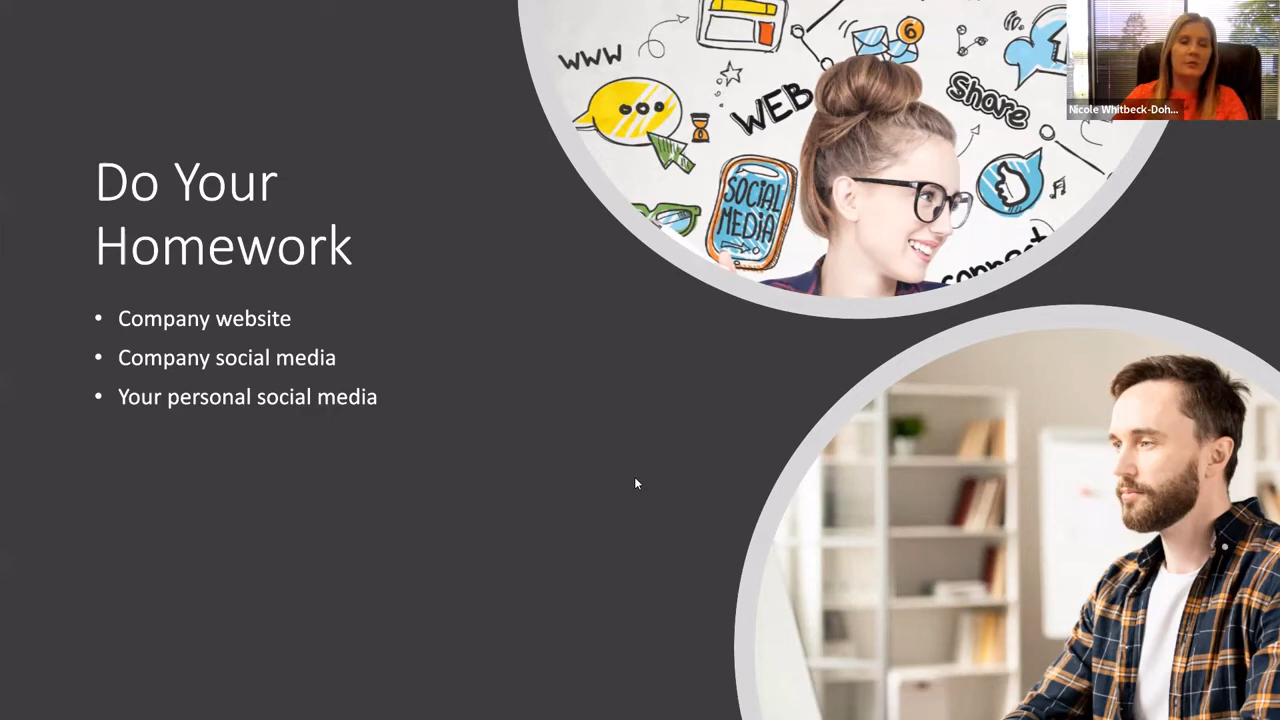 Do Your
Homework
• Company website
• Company social media
• Your personal social media
www
WEB
6
share
SOCIAL
MEDIA
connect
Nicole Whitbeck-Doh...